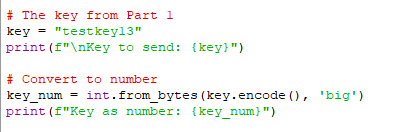 # The key from Part 1
key = "testkey13"
print(f"\nKey to send: {key}")
# Convert to number
key_num = int.from_bytes(key.encode(), 'big')
print(f"Key as number: {key_num}")